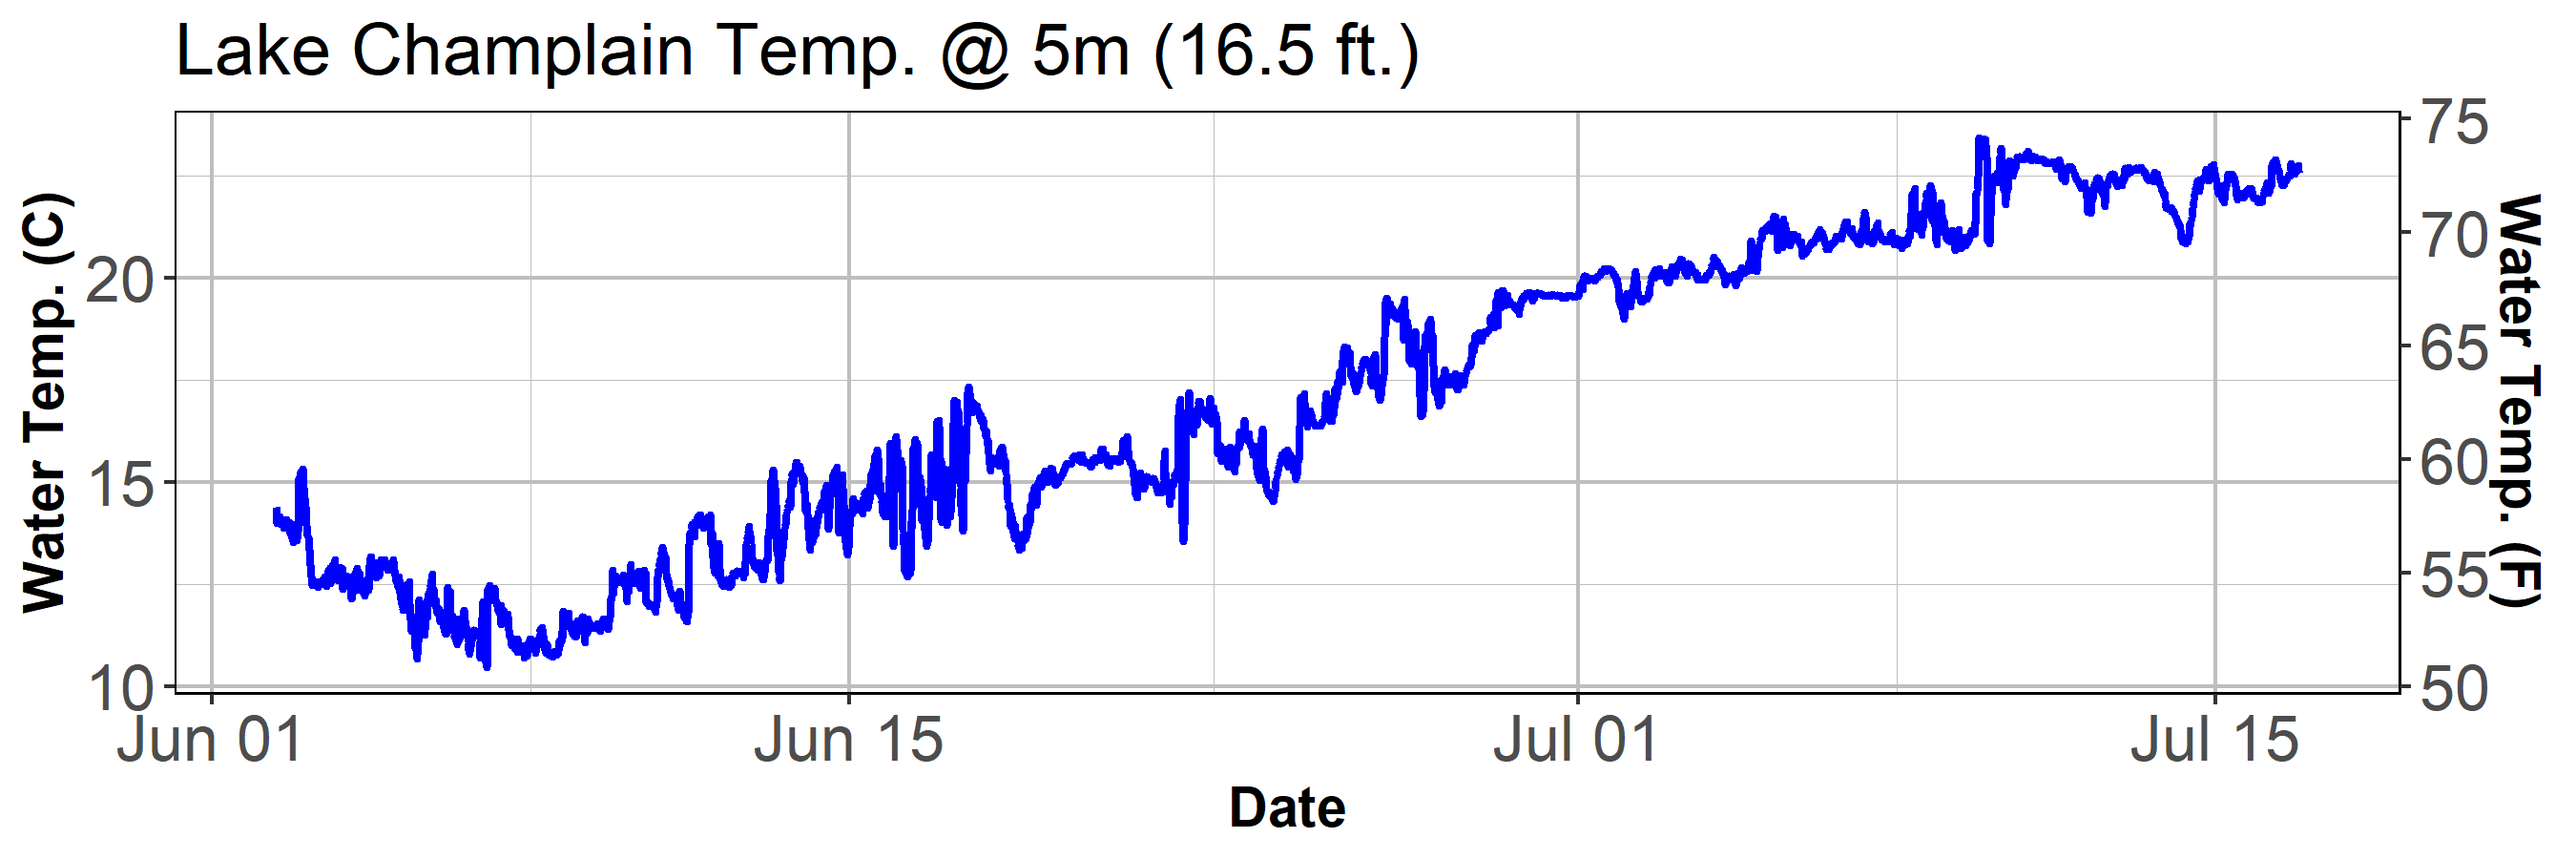 Lake Champlain Temp. @ 5m (16.5 ft.)
Water Temp. (C)
20
15
10
75
70
65
60
55
50
Water Temp. (F)
Jun 01
Jun 15
Jul 01
Jul 15
Date